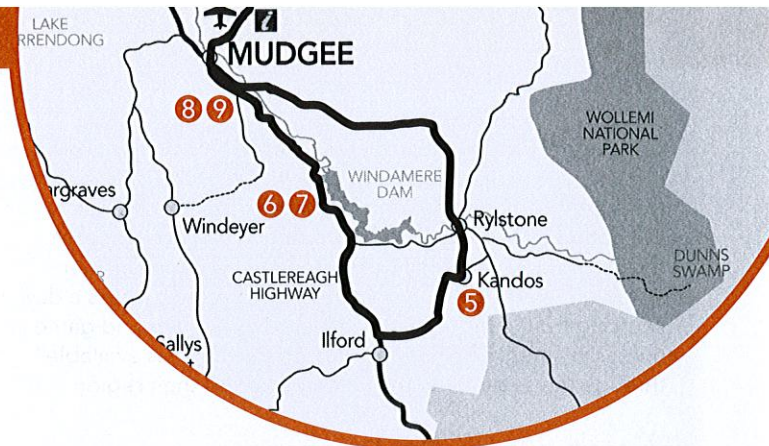 LAKE
RRENDONG
i
MUDGEE
8 9
WOLLEMI
NATIONAL
PARK
WINDAMERE
DAM
argraves
6 7
Windeyer
Rylstone
DUNNS
SWAMP
CASTLEREAGH
HIGHWAY
Kandos
5
R
Ilford
Sallys
t